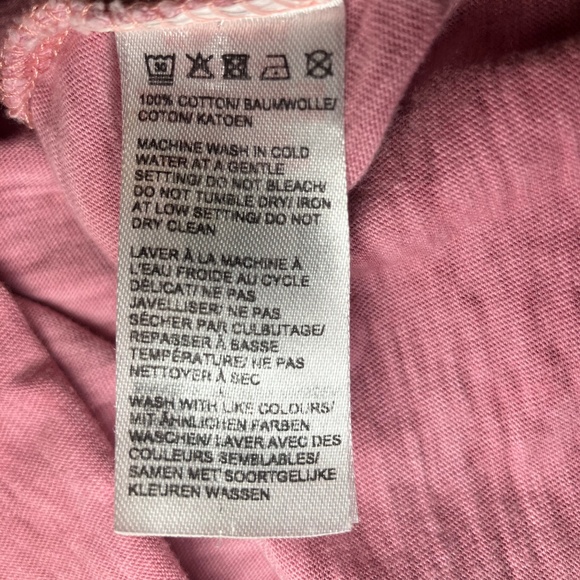 30
100% COTTON/ BAUMWOLLE/
COTON/ KATOEN
MACHINE WASH IN COLD
WATER AT A GENTLE
SETTING/ DO NOT BLEACH/
DO NOT TUMBLE DRY/ IRON
AT LOW SETTING/ DO NOT
DRY CLEAN
LAVER À LA MACHINE À
L'EAU FROIDE AU CYCLE
DÉLICAT/ NE PAS
JAVELLISER/ NE PAS
SÉCHER PAR CULBUTAGE/
REPASSER À BASSE
TEMPÉRATURE/ NE PAS
NETTOYER À SEC
WASH WITH LIKE COLOURS/
MIT ÄHNLICHEN FARBEN
WASCHEN/ LAVER AVEC DES
COULEURS SEMBLABLES/
SAMEN MET SOORTGELIJKE
KLEUREN WASSEN